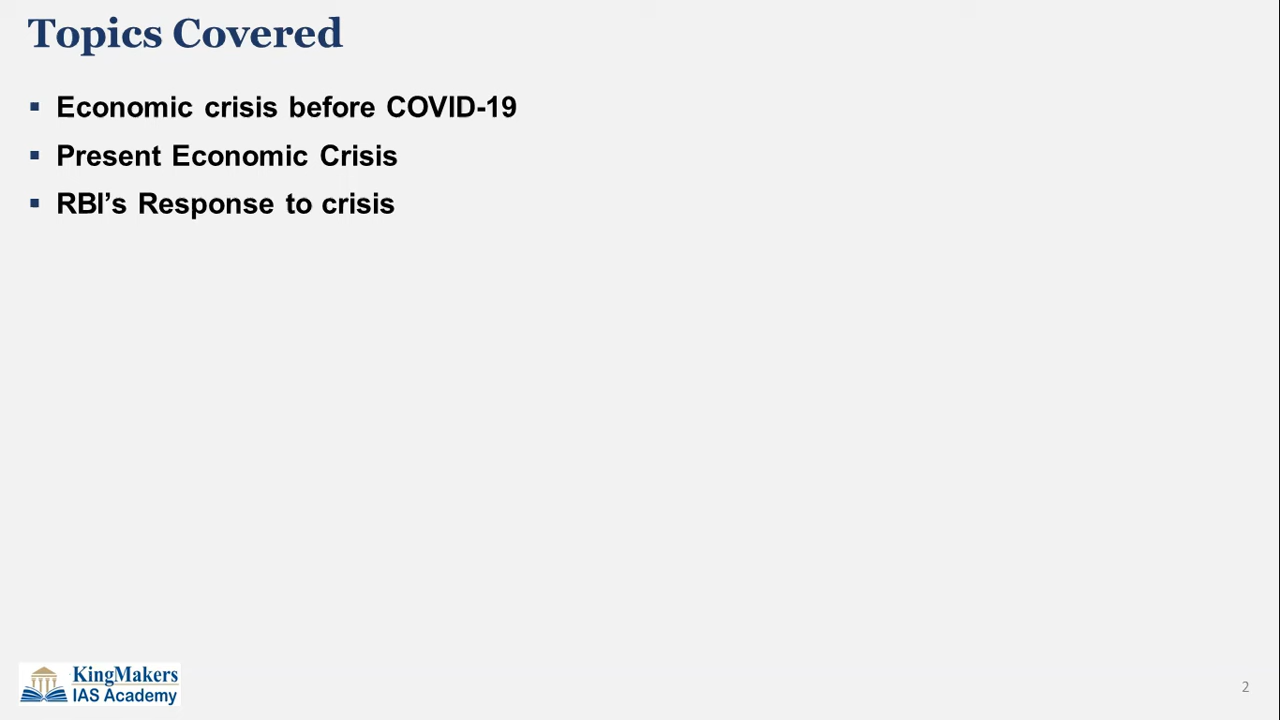 Topics Covered
▪ Economic crisis before COVID-19
▪ Present Economic Crisis
▪ RBI’s Response to crisis
KingMakers
IAS Academy
2